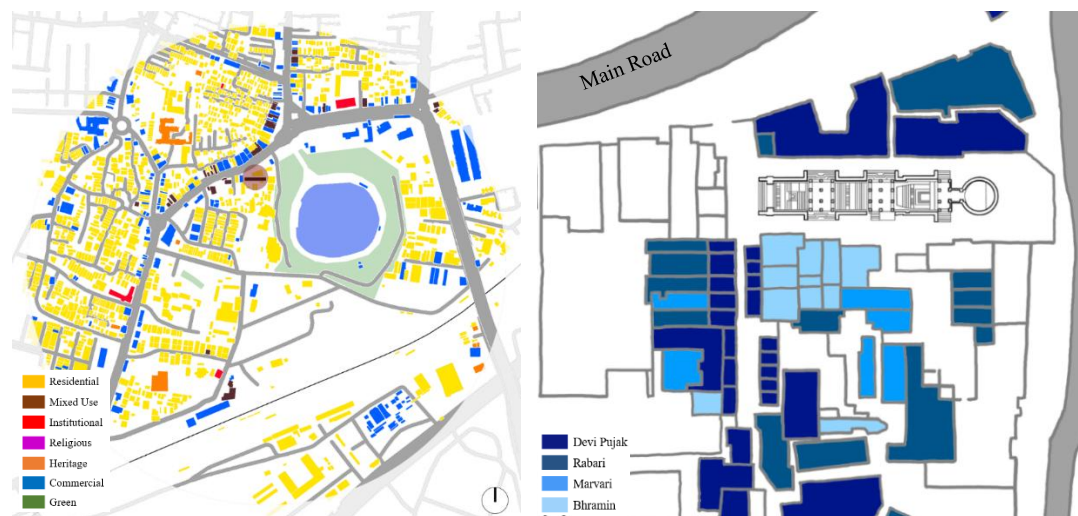 Residential
Mixed Use
Institutional
Religious
Heritage
Commercial
Green
Main Road
Devi Pujak
Rabari
Marvari
Bhramin